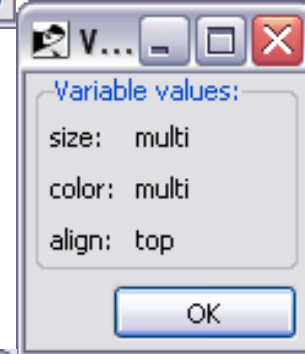 V...
Variable values:
size: multi
color: multi
align: top
OK